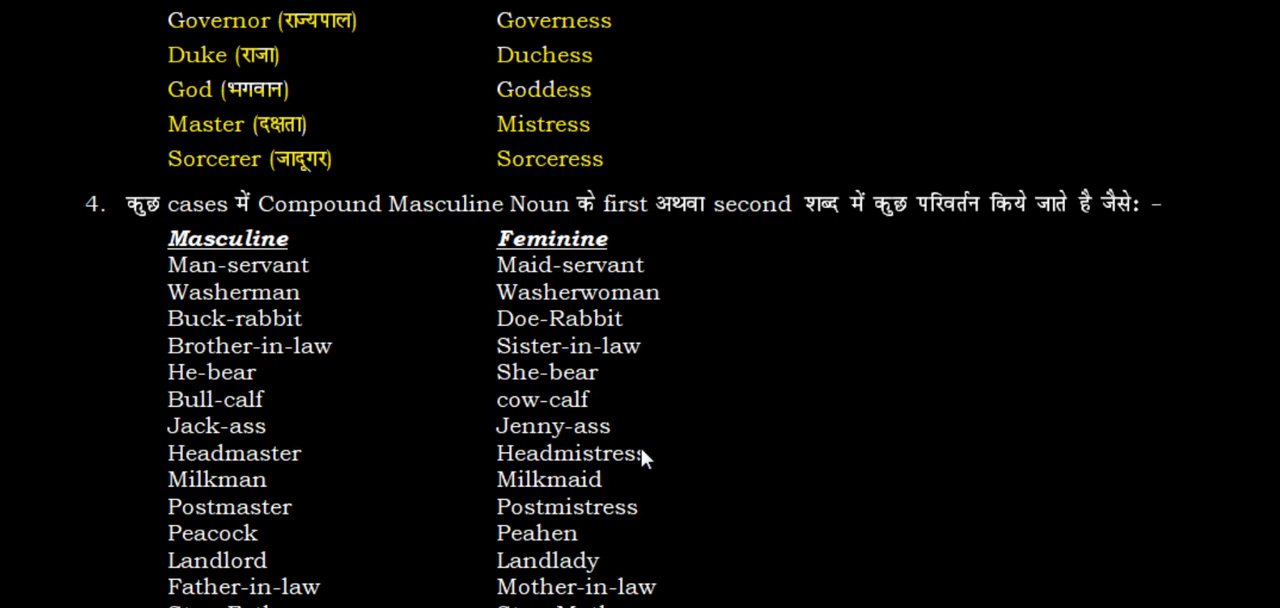 Governor (राज्यपाल) Governess
Duke (राजा) Duchess
God (भगवान) Goddess
Master (दक्षता) Mistress
Sorcerer (जादूगर) Sorceress
4. कुछ cases में Compound Masculine Noun के first अथवा second शब्द में कुछ परिवर्तन किये जाते है जैसे: –
Masculine Feminine
Man-servant Maid-servant
Washerman Washerwoman
Buck-rabbit Doe-Rabbit
Brother-in-law Sister-in-law
He-bear She-bear
Bull-calf cow-calf
Jack-ass Jenny-ass
Headmaster Headmistress
Milkman Milkmaid
Postmaster Postmistress
Peacock Peahen
Landlord Landlady
Father-in-law Mother-in-law